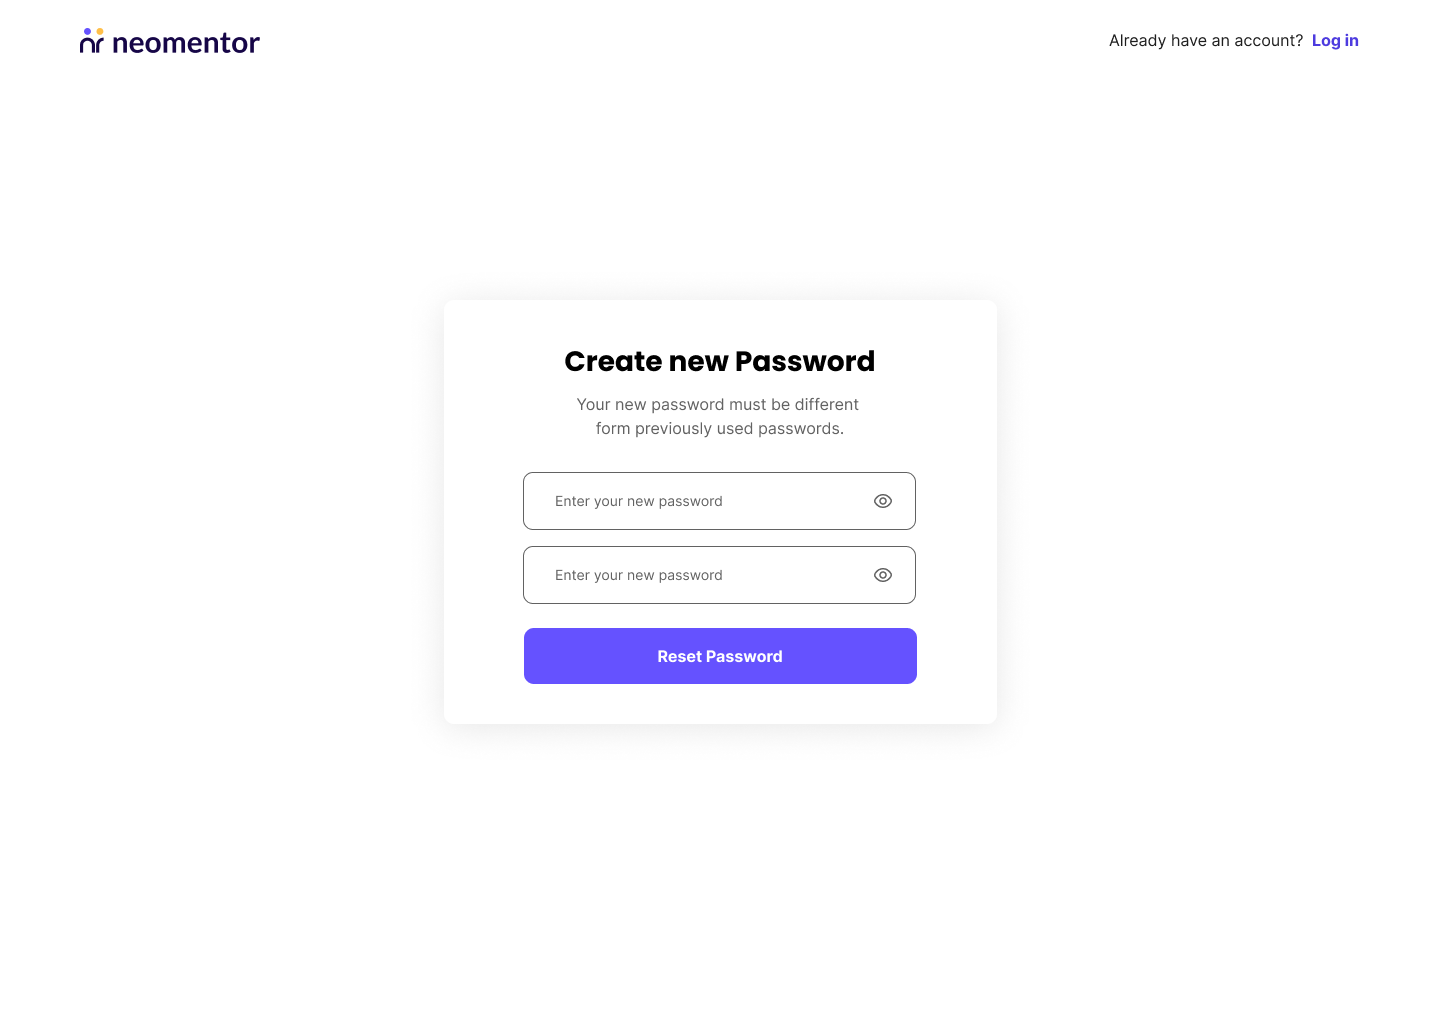 neomentor
Already have an account? Log in
Create new Password
Your new password must be different
form previously used passwords.
Enter your new password
Enter your new password
Reset Password